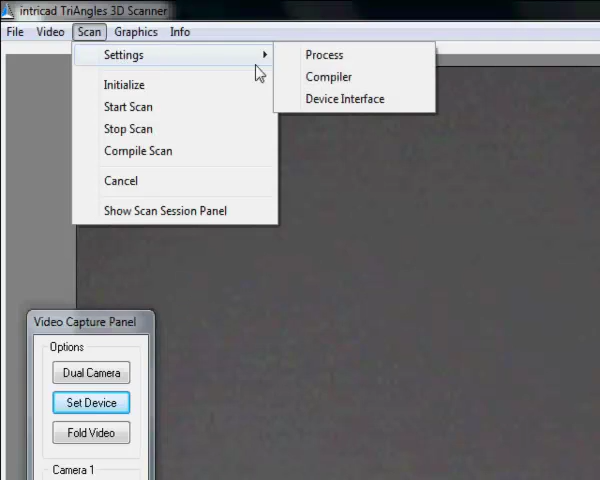 intricad TriAngles 3D Scanner
File Video Scan Graphics Info
Settings
Initialize
Start Scan
Stop Scan
Compile Scan
Cancel
Show Scan Session Panel
Process
Compiler
Device Interface
Video Capture Panel
Options
Dual Camera
Set Device
Fold Video
Camera 1